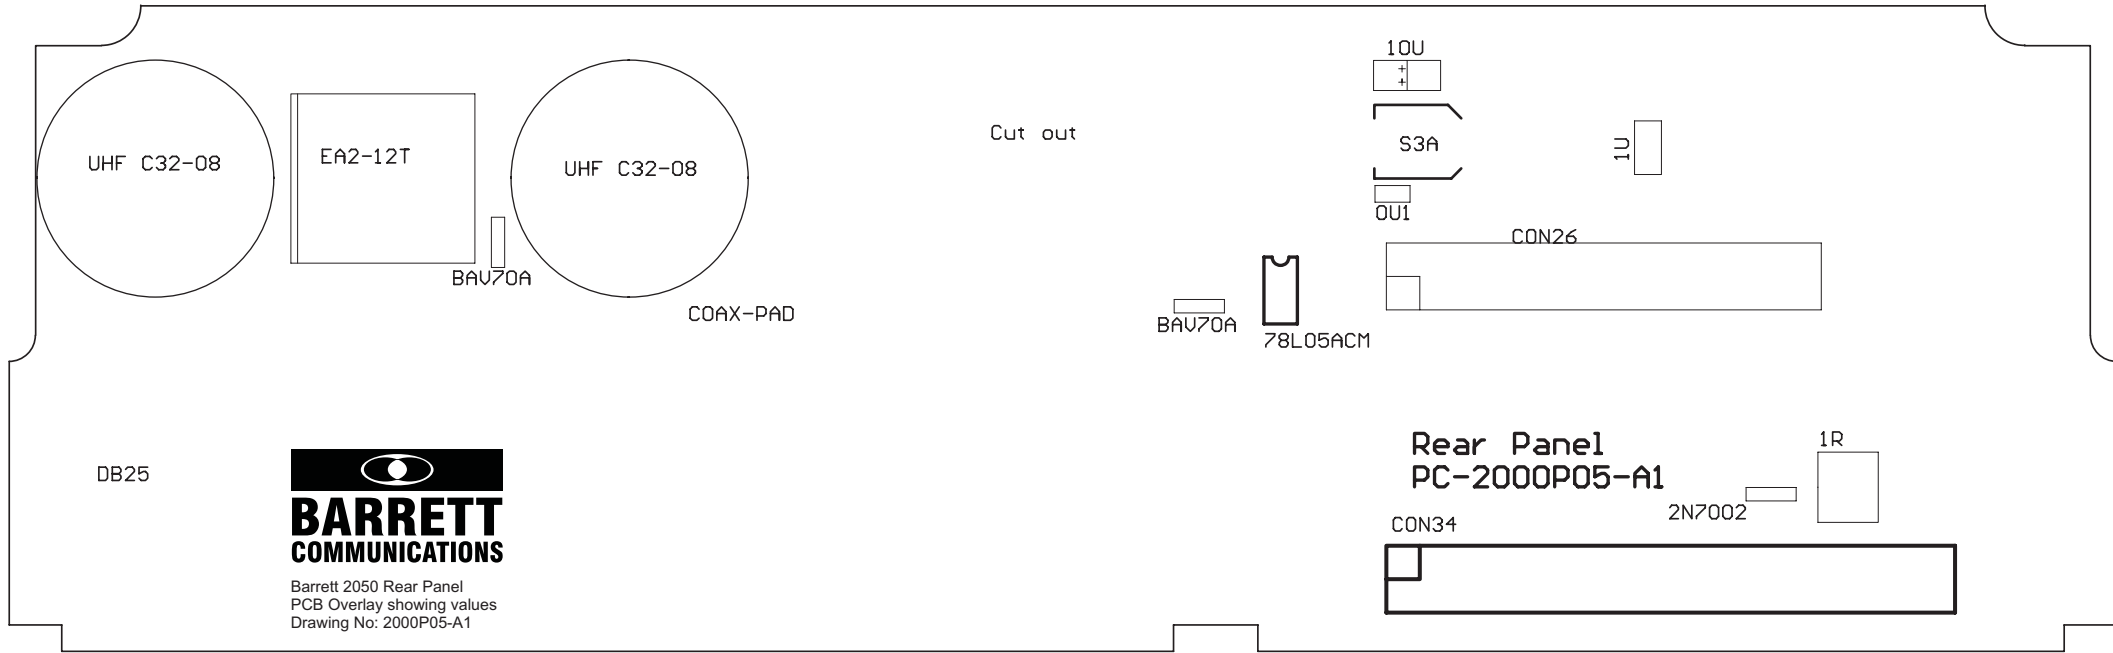 10U
UHF C32-08
EA2-12T
UHF C32-08
Cut out
S3A
1U
0U1
CON26
BAV70A
COAX-PAD
BAV70A
78L05ACM
Rear Panel
PC-2000P05-A1
1R
2N7002
CON34
DB25
BARRETT
COMMUNICATIONS
Barrett 2050 Rear Panel
PCB Overlay showing values
Drawing No: 2000P05-A1